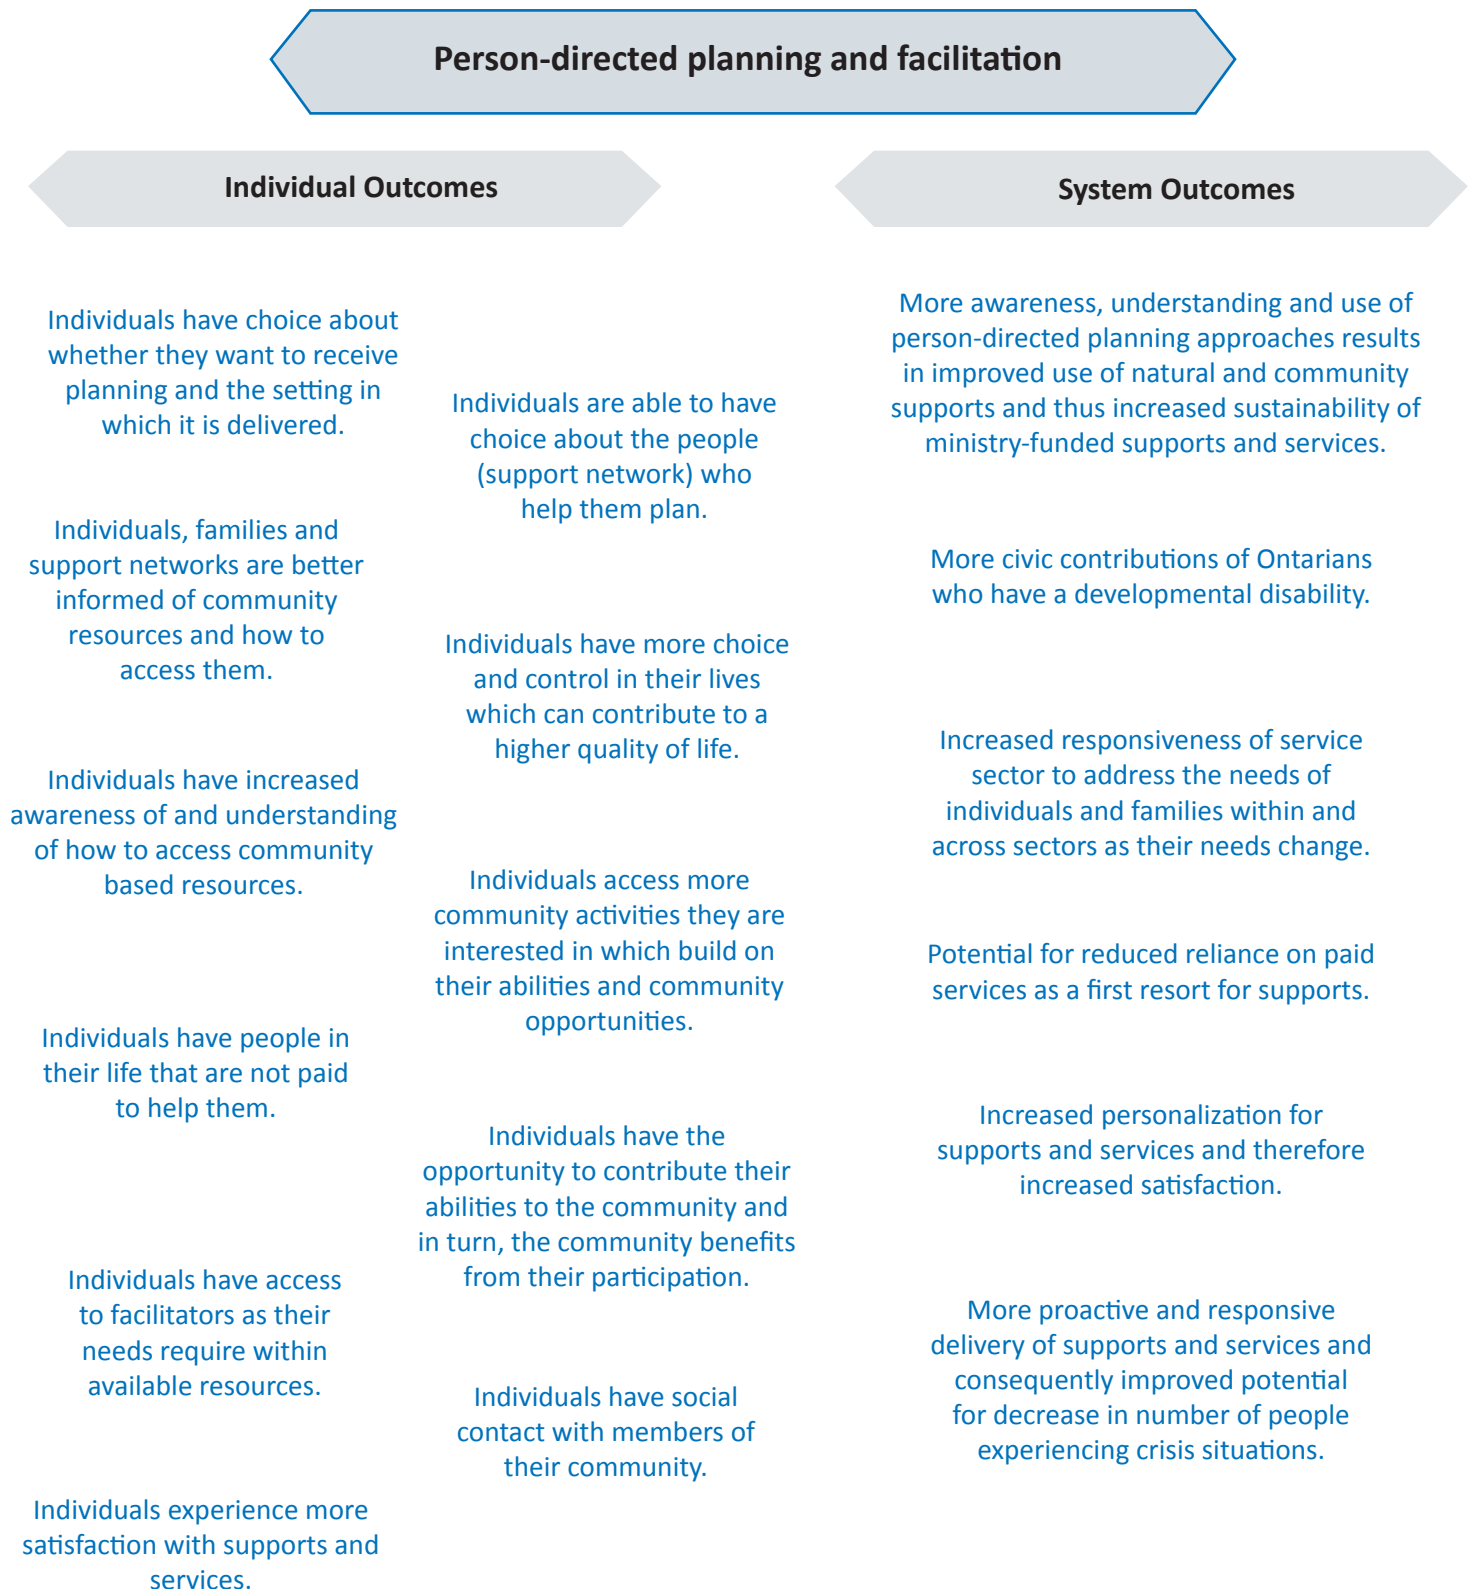 Person-directed planning and facilitation
Individual Outcomes
Individuals have choice about
whether they want to receive
planning and the setting in
which it is delivered.
Individuals, families and
support networks are better
informed of community
resources and how to
access them.
Individuals have increased
awareness of and understanding
of how to access community
based resources.
Individuals have people in
their life that are not paid
to help them.
Individuals have access
to facilitators as their
needs require within
available resources.
Individuals experience more
satisfaction with supports and
services.
Individuals are able to have
choice about the people
(support network) who
help them plan.
Individuals have more choice
and control in their lives
which can contribute to a
higher quality of life.
Individuals access more
community activities they are
interested in which build on
their abilities and community
opportunities.
Individuals have the
opportunity to contribute their
abilities to the community and
in turn, the community benefits
from their participation.
Individuals have social
contact with members of
their community.
System Outcomes
More awareness, understanding and use of
person-directed planning approaches results
in improved use of natural and community
supports and thus increased sustainability of
ministry-funded supports and services.
More civic contributions of Ontarians
who have a developmental disability.
Increased responsiveness of service
sector to address the needs of
individuals and families within and
across sectors as their needs change.
Potential for reduced reliance on paid
services as a first resort for supports.
Increased personalization for
supports and services and therefore
increased satisfaction.
More proactive and responsive
delivery of supports and services and
consequently improved potential
for decrease in number of people
experiencing crisis situations.